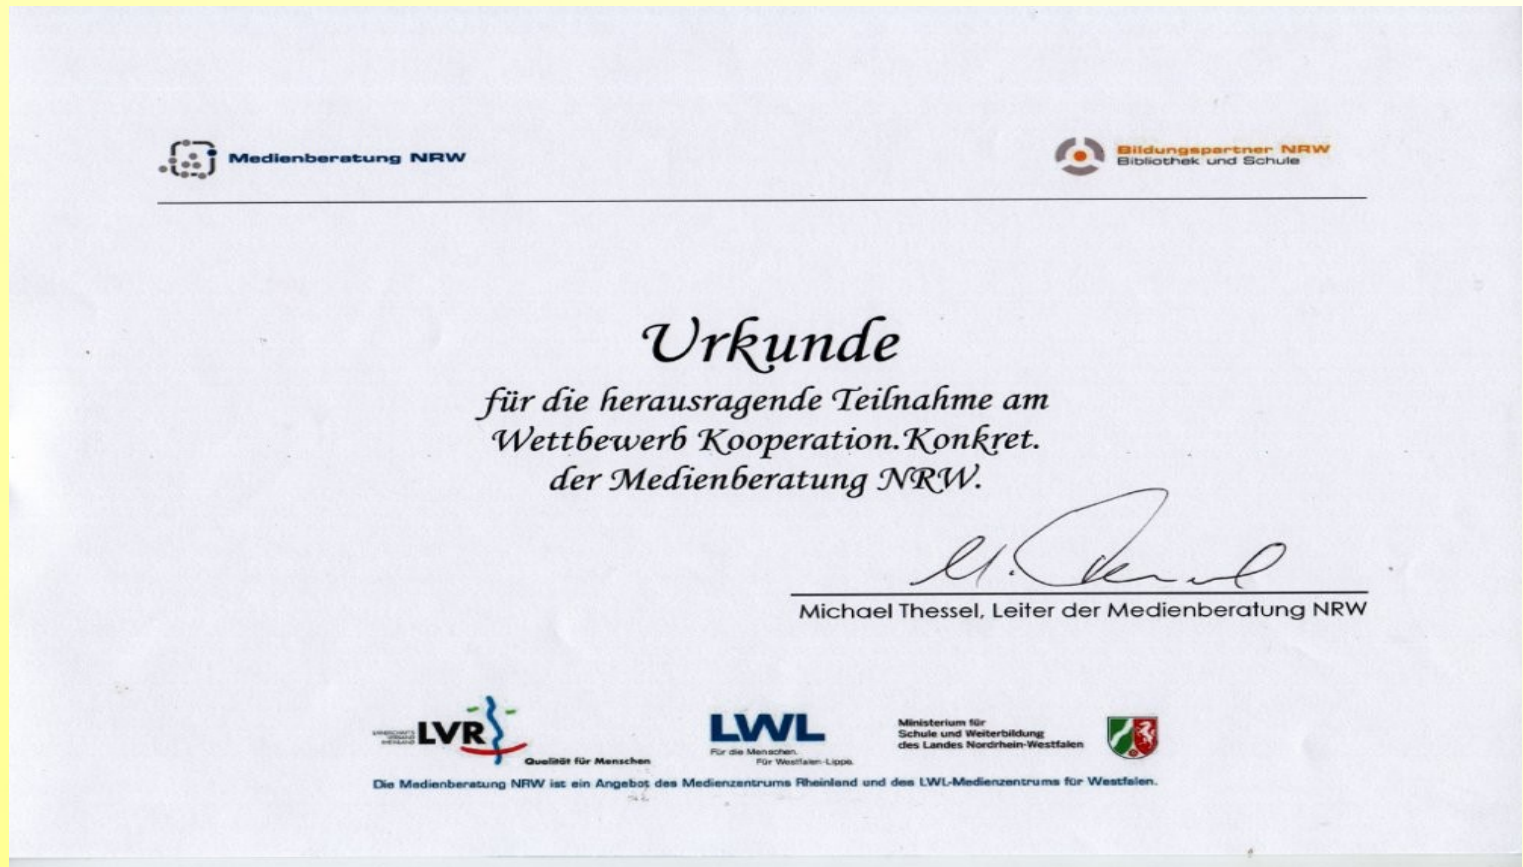 Medienberatung NRW
Bildungspartner NRW
Bibliothek und Schule
Urkunde
für die herausragende Teilnahme am
Wettbewerb Kooperation.Konkret.
der Medienberatung NRW.
Michael Thessel, Leiter der Medienberatung NRW
LVR
Qualität für Menschen
LWL
Für die Menschen.
Für Westfalen-Lippe.
Ministerium für
Schule und Weiterbildung
des Landes Nordrhein-Westfalen
Die Medienberatung NRW ist ein Angebot des Medienzentrums Rheinland und des LWL-Medienzentrums für Westfalen.